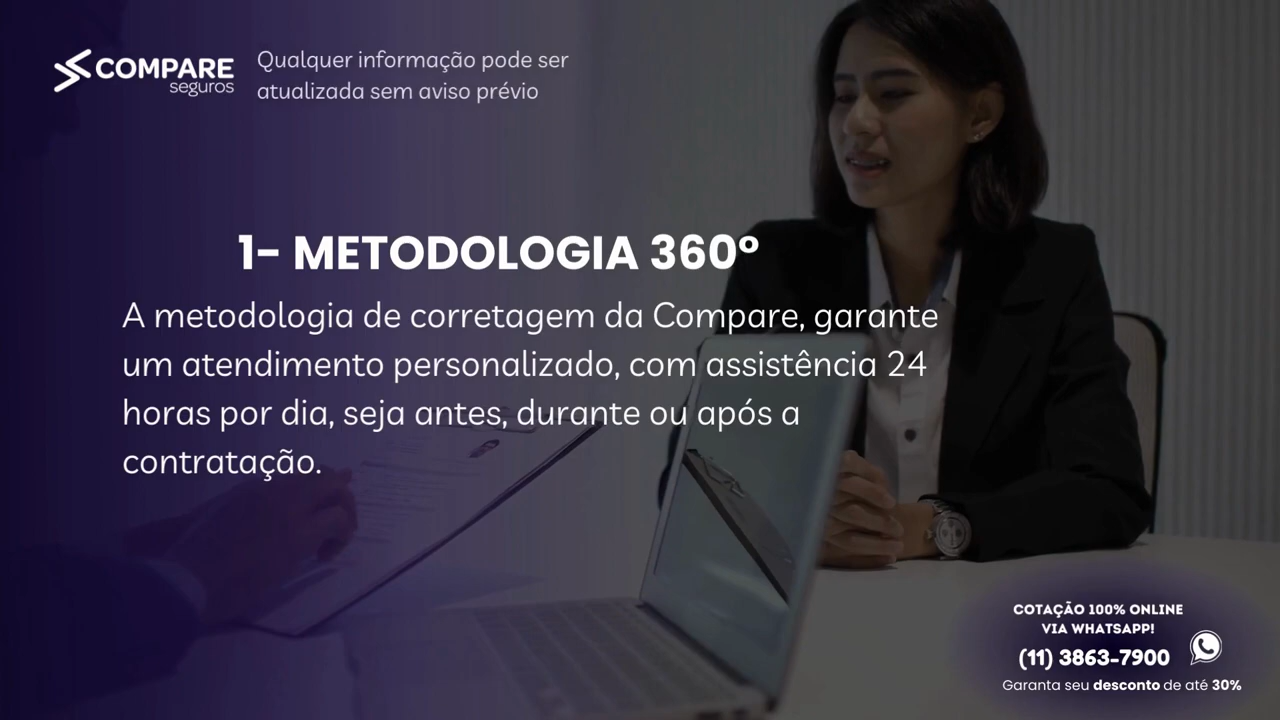 COMPARE
seguros
Qualquer informação pode ser
atualizada sem aviso prévio
1- METODOLOGIA 360º
A metodologia de corretagem da Compare, garante
um atendimento personalizado, com assistência 24
horas por dia, seja antes, durante ou após a
contratação.
COTAÇÃO 100% ONLINE
VIA WHATSAPP!
(11) 3863-7900
Garanta seu desconto de até 30%